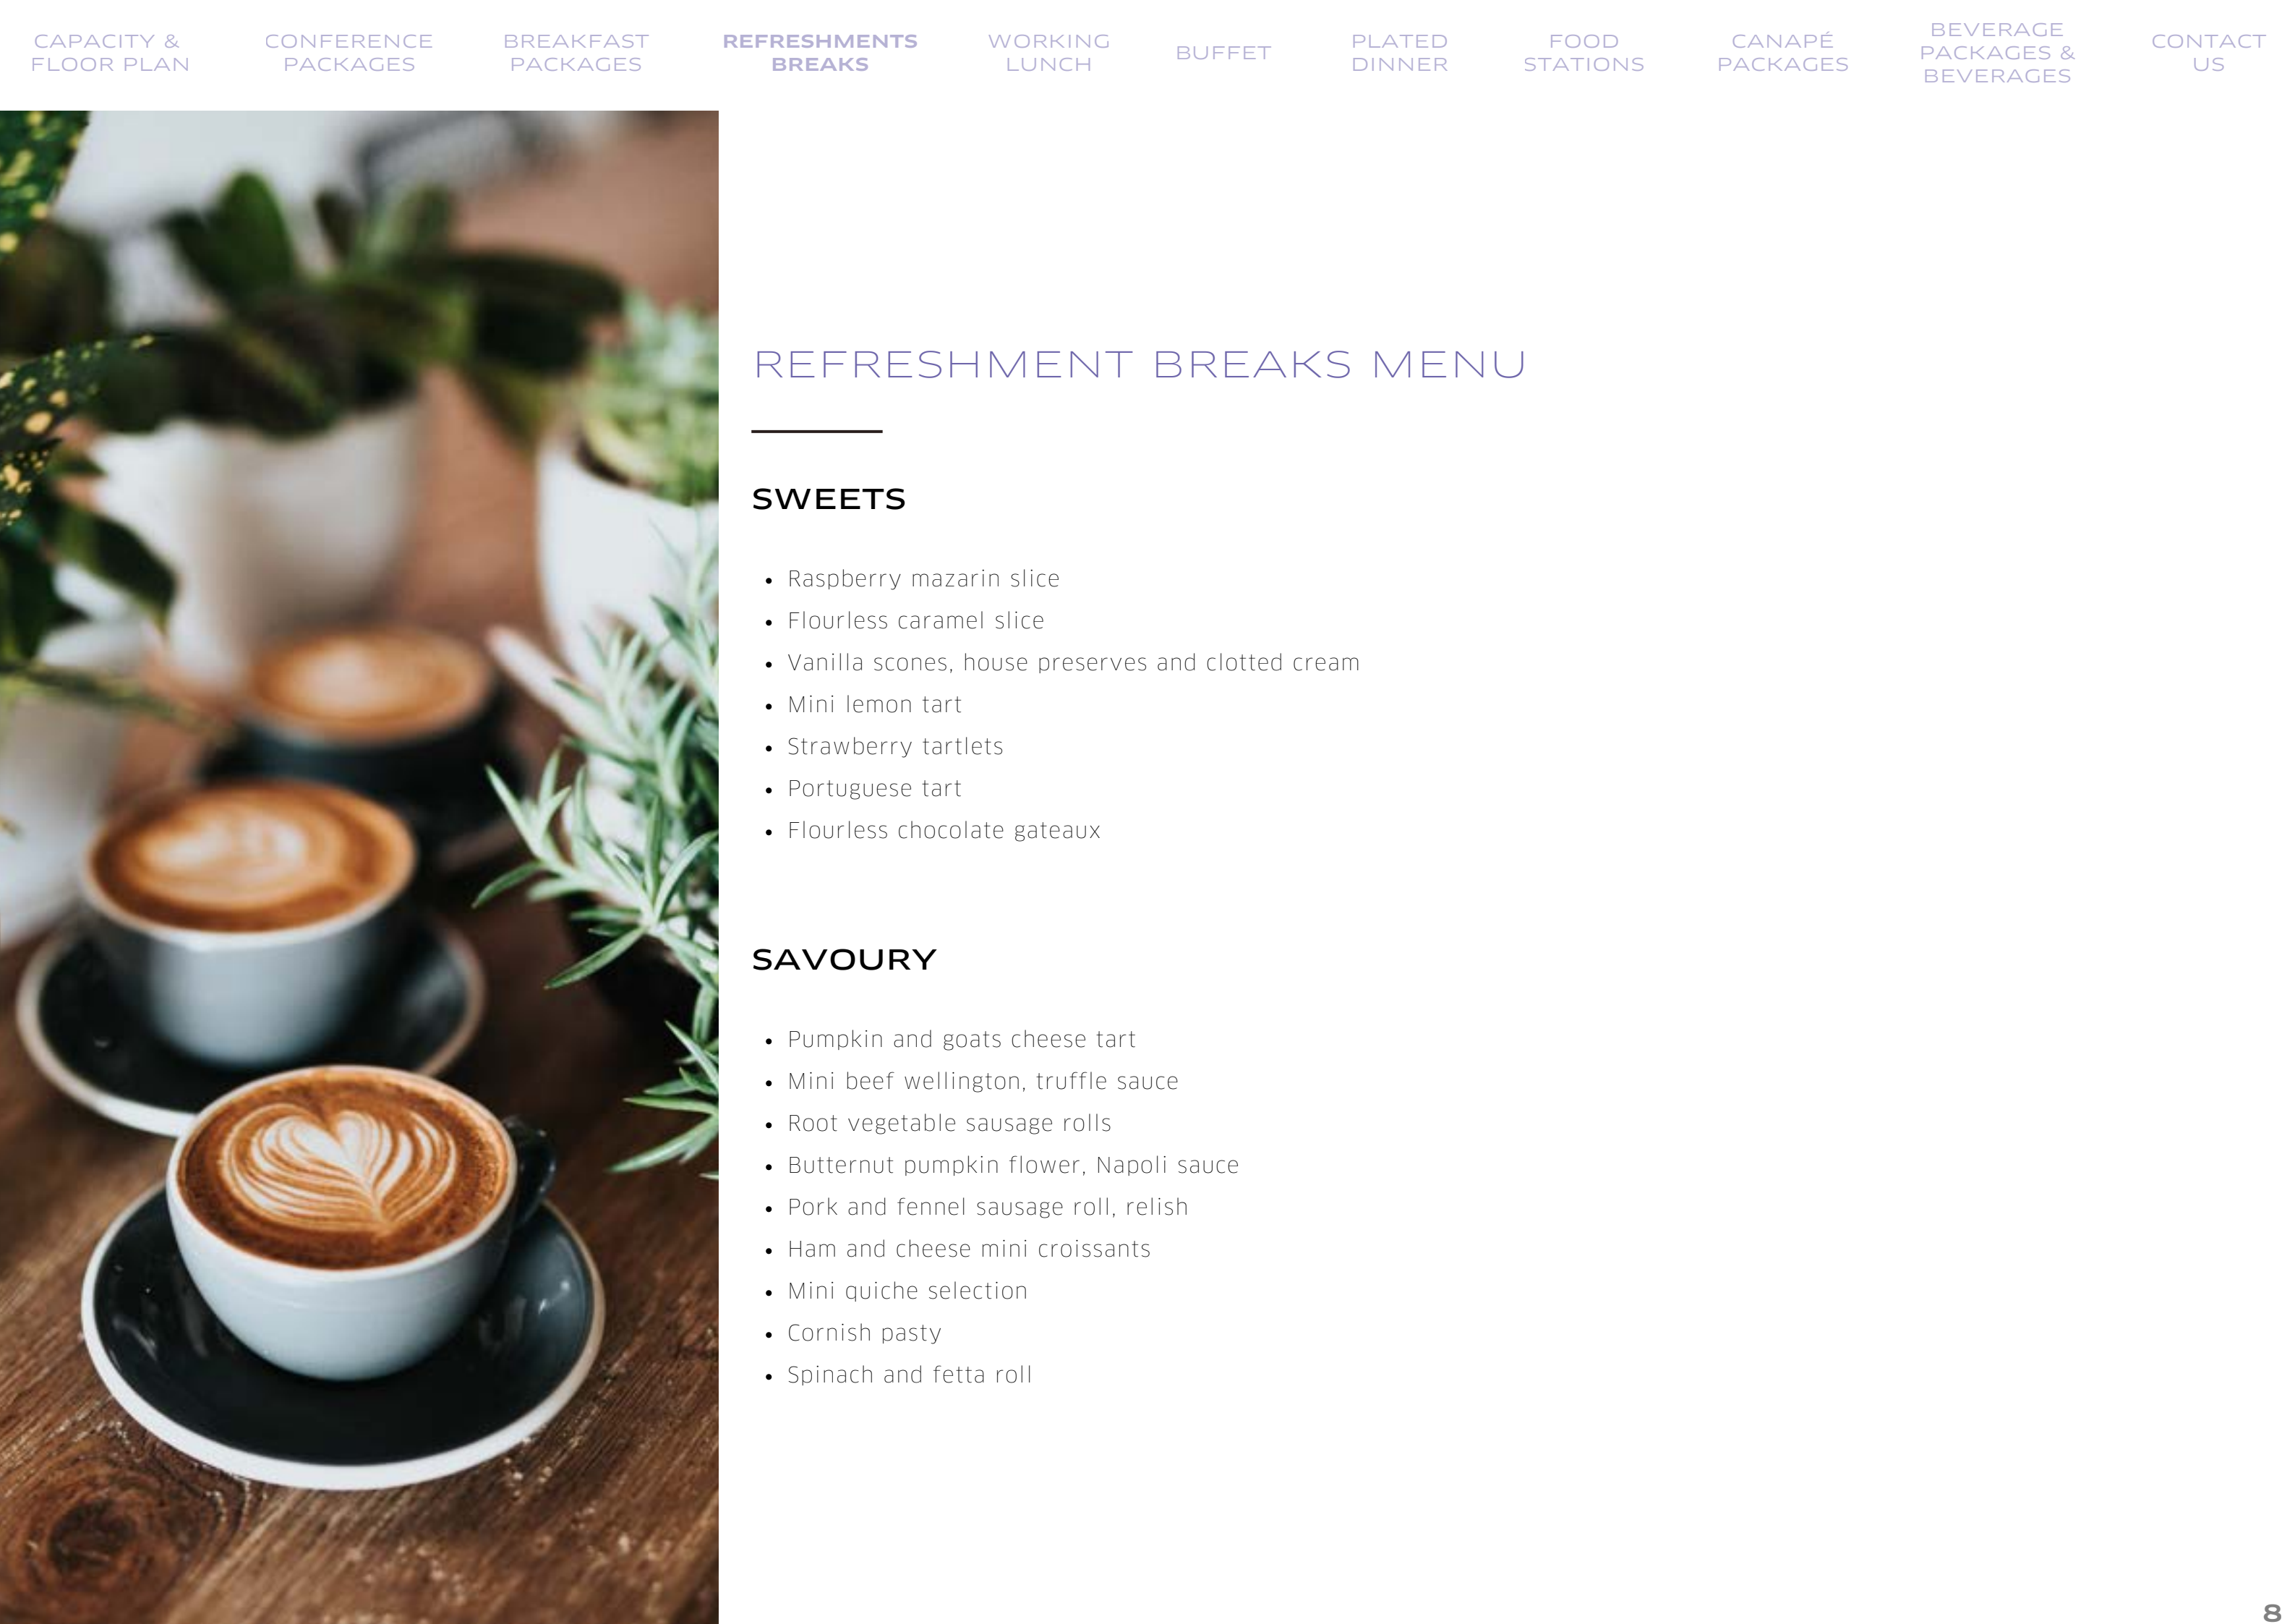 CAPACITY &
FLOOR PLAN
CONFERENCE
PACKAGES
BREAKFAST
PACKAGES
REFRESHMENTS
BREAKS
WORKING
LUNCH
BUFFET
PLATED
DINNER
FOOD
STATIONS
CANAPÉ
PACKAGES
BEVERAGE
PACKAGES &
BEVERAGES
CONTACT
US
REFRESHMENT BREAKS MENU
SWEETS
• Raspberry mazarin slice
• Flourless caramel slice
• Vanilla scones, house preserves and clotted cream
• Mini lemon tart
• Strawberry tartlets
• Portuguese tart
• Flourless chocolate gateaux
SAVOURY
• Pumpkin and goats cheese tart
• Mini beef wellington, truffle sauce
• Root vegetable sausage rolls
• Butternut pumpkin flower, Napoli sauce
• Pork and fennel sausage roll, relish
• Ham and cheese mini croissants
• Mini quiche selection
• Cornish pasty
• Spinach and fetta roll
8